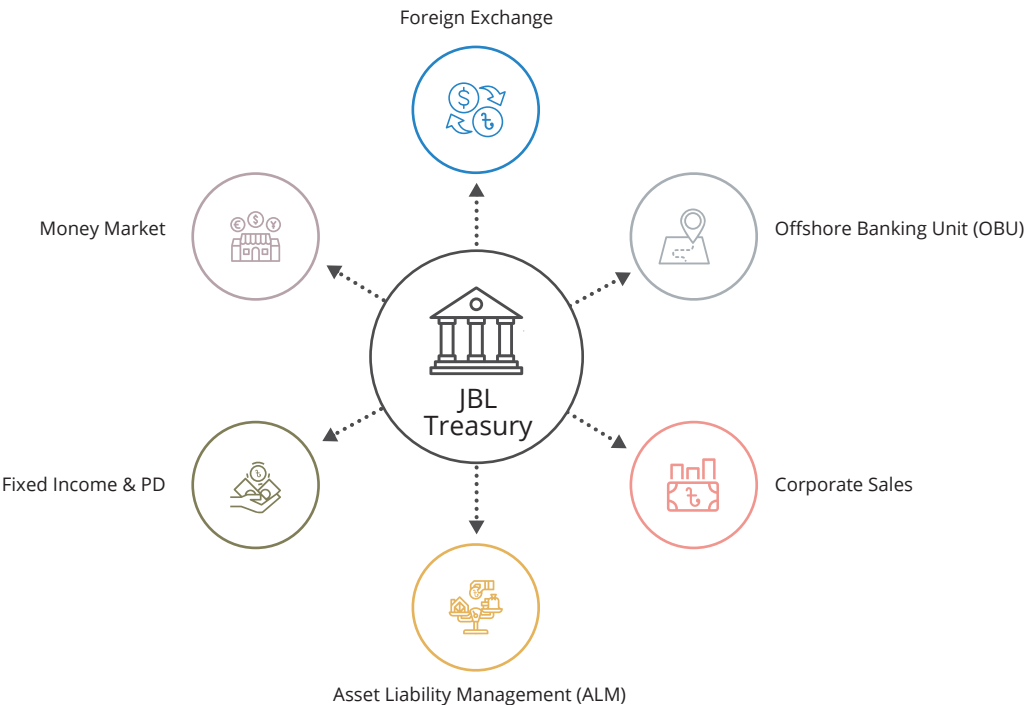 Foreign Exchange
Money Market
Offshore Banking Unit (OBU)
JBL
Treasury
Fixed Income & PD
Corporate Sales
Asset Liability Management (ALM)